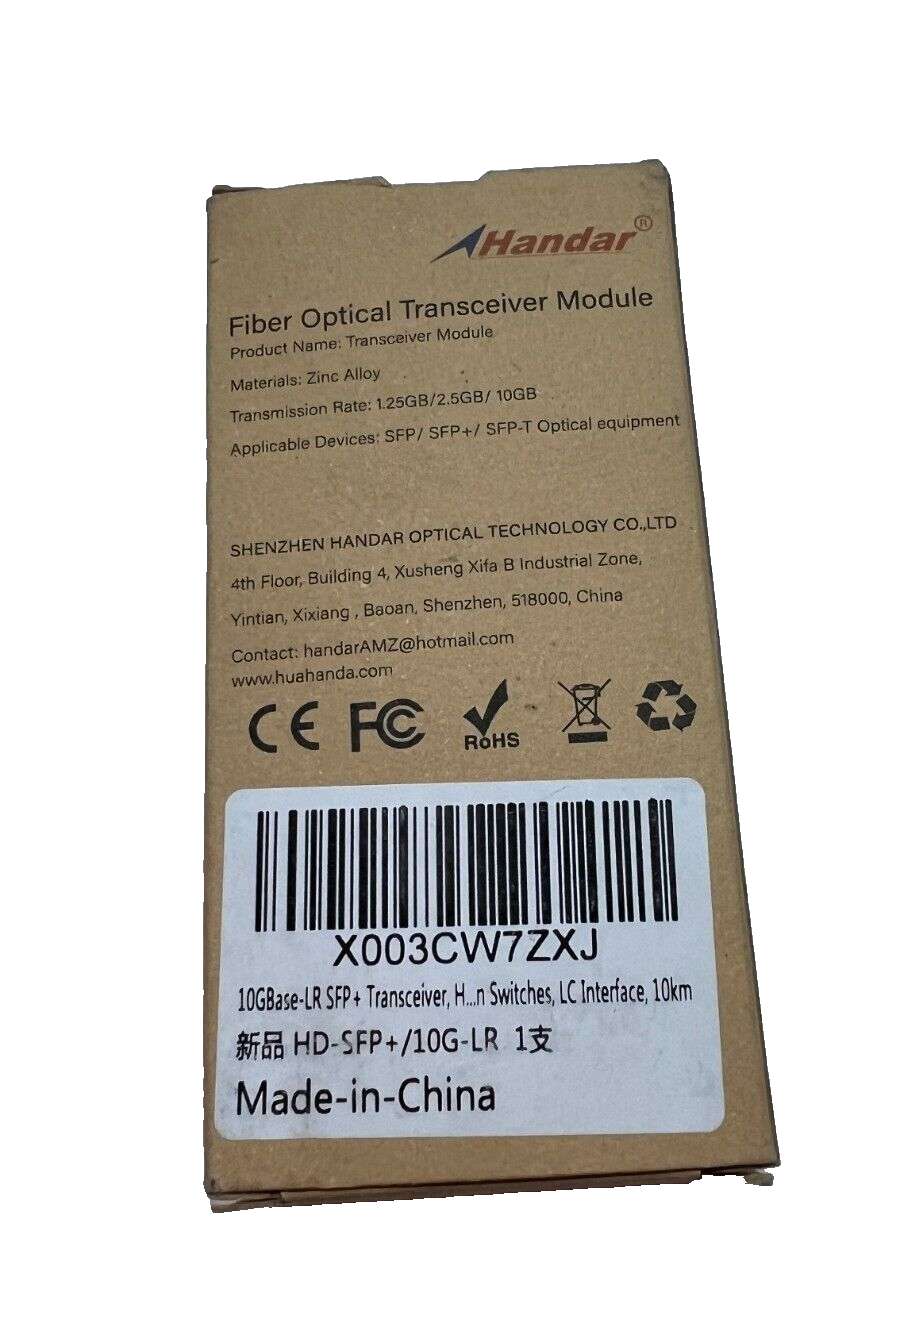 Handar®
Fiber Optical Transceiver Module
Product Name: Transceiver Module
Materials: Zinc Alloy
Transmission Rate: 1.25GB/2.5GB/ 10GB
Applicable Devices: SFP/ SFP+/ SFP-T Optical equipment
SHENZHEN HANDAR OPTICAL TECHNOLOGY CO.,LTD
4th Floor, Building 4, Xusheng Xifa B Industrial Zone,
Yintian, Xixiang , Baoan, Shenzhen, 518000, China
Contact: handarAMZ@hotmail.com
www.huahanda.com
CE FC RoHS
X003CW7ZXJ
10GBase-LR SFP+ Transceiver, H...n Switches, LC Interface, 10km
新品 HD-SFP+/10G-LR 1支
Made-in-China